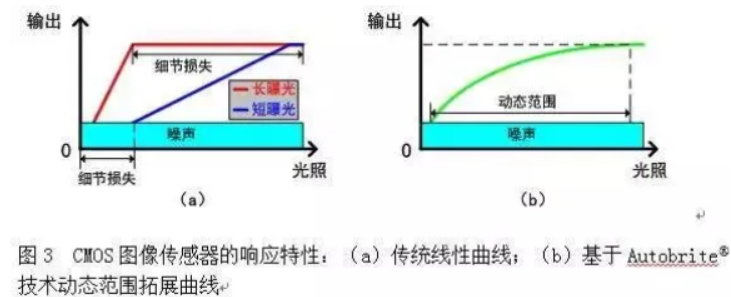 输出
细节损失
长曝光
短曝光
噪声
0
光照
细节损失
(a)
输出
动态范围
噪声
0
光照
(b)
图 3 CMOS 图像传感器的响应特性：（a）传统线性曲线；（b）基于 Autobrite®
技术动态范围拓展曲线